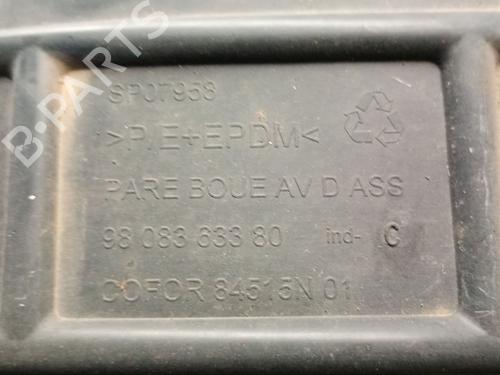 SP07958
>P/E+EPDM<
PARE BOUE AV D ASS
98 083 633 80 ind- C
COFOR 84515N 01
B-PARTS